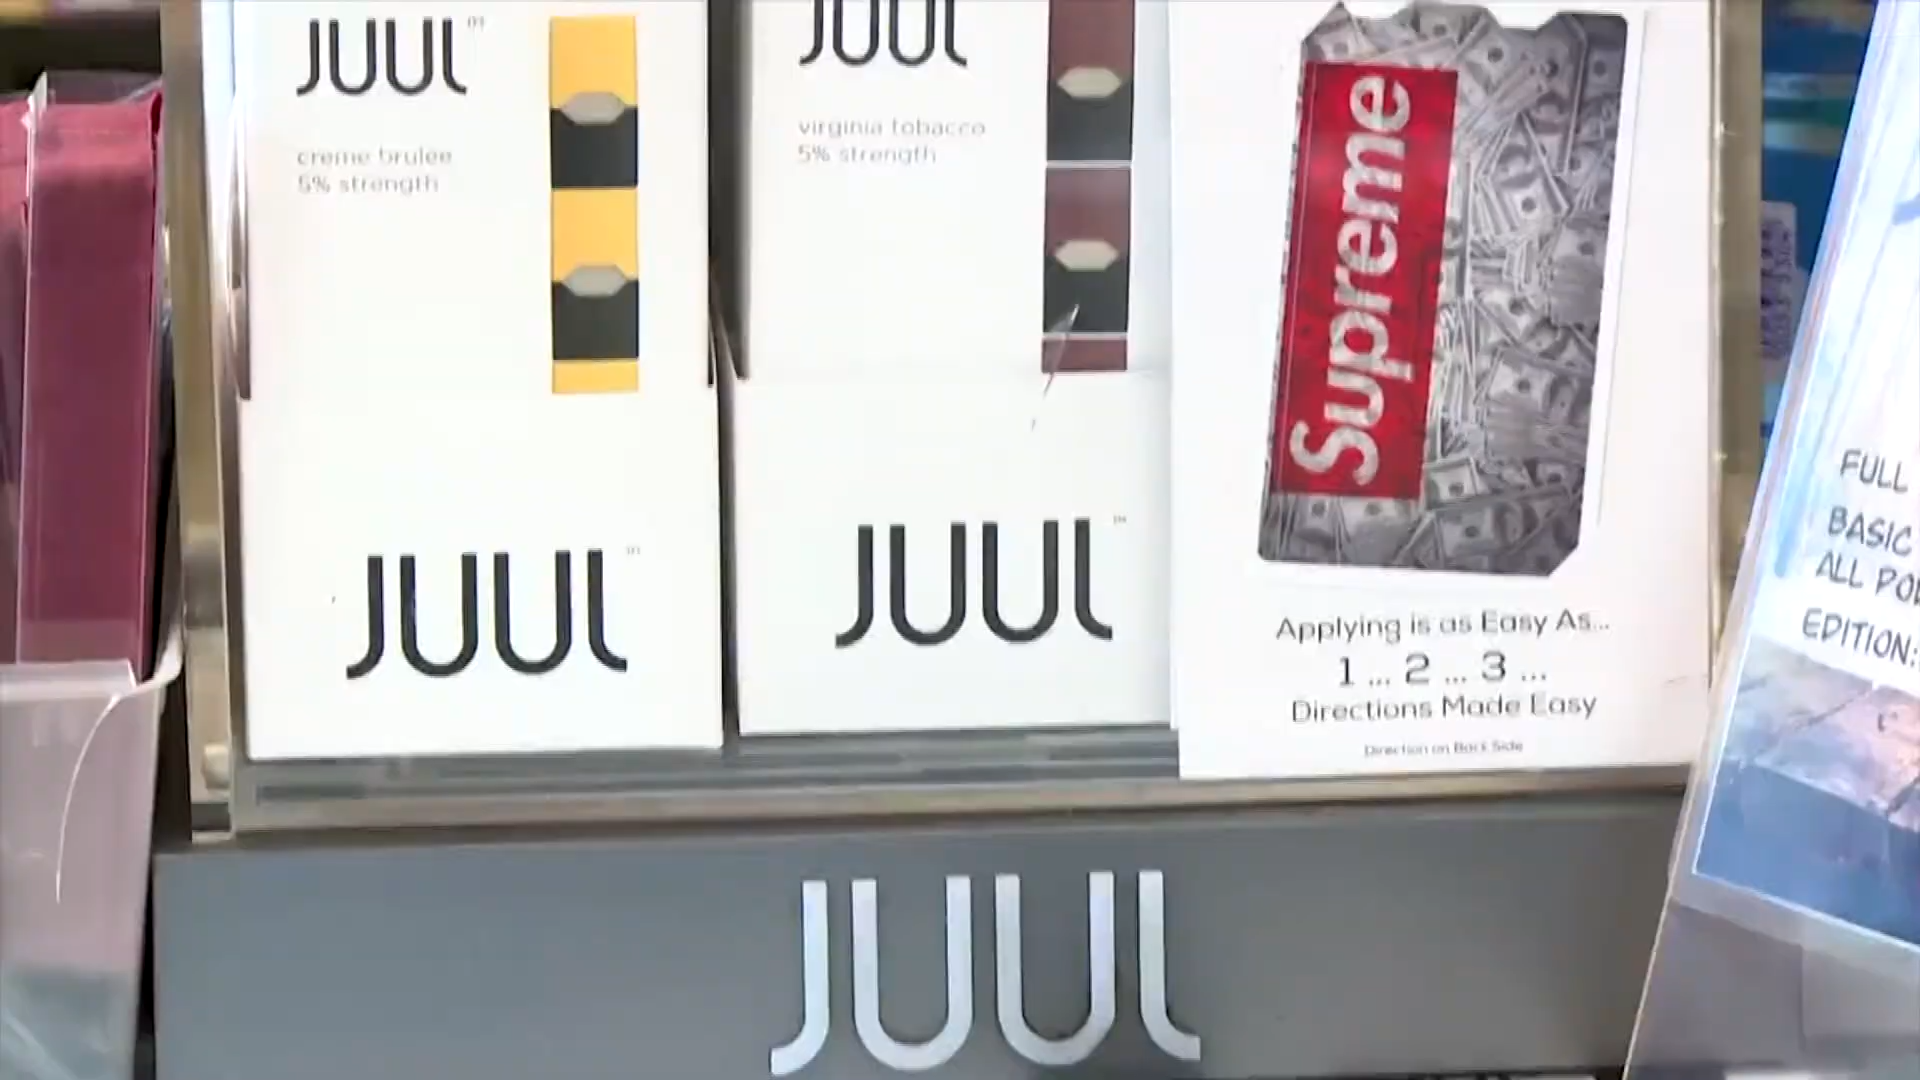 JUUL
creme brulee
5% strength
JUUL
JUUL
virginia tobacco
5% strength
JUUL
Supreme
Applying is as Easy As...
1 ... 2 ... 3 ...
Directions Made Easy
Direction on Back Side
FULL
BASIC
ALL
EDITION:
JUUL